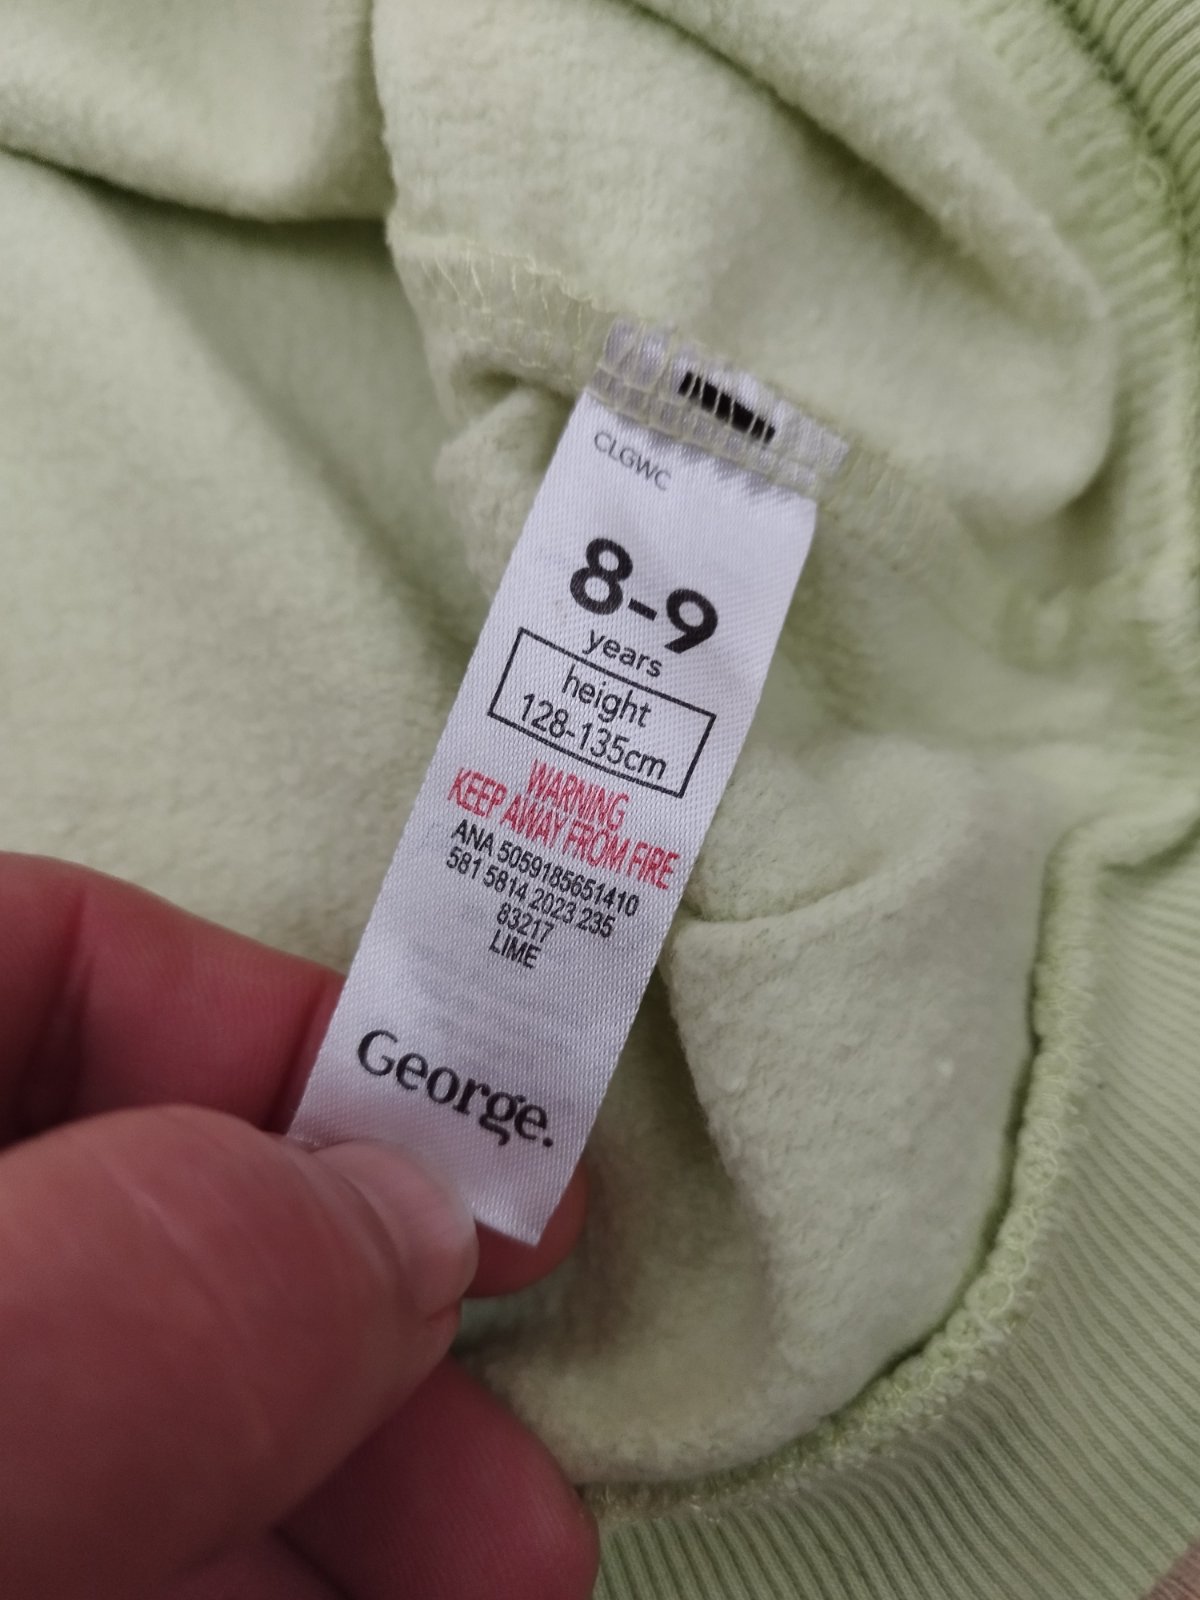 CLGWC
8-9
years
height
128-135cm
WARNING
KEEP AWAY FROM FIRE
ANA 5059185651410
581 5814 2023 235
83217
LIME
George.